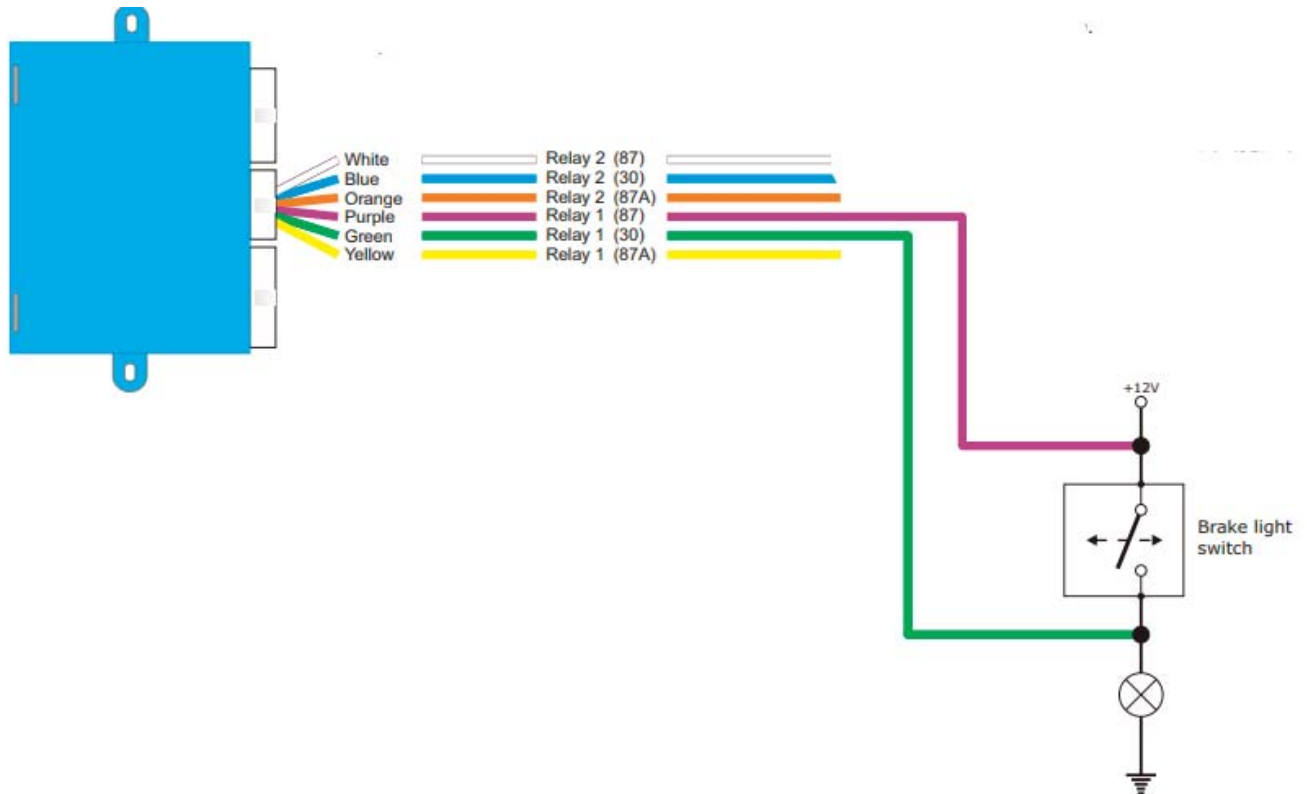 White Relay 2 (87)
Blue Relay 2 (30)
Orange Relay 2 (87A)
Purple Relay 1 (87)
Green Relay 1 (30)
Yellow Relay 1 (87A)
+12V
Brake light
switch